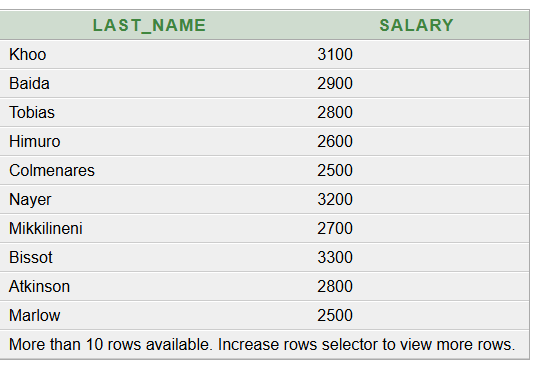 LAST_NAME SALARY
Khoo 3100
Baida 2900
Tobias 2800
Himuro 2600
Colmenares 2500
Nayer 3200
Mikkilineni 2700
Bissot 3300
Atkinson 2800
Marlow 2500
More than 10 rows available. Increase rows selector to view more rows.